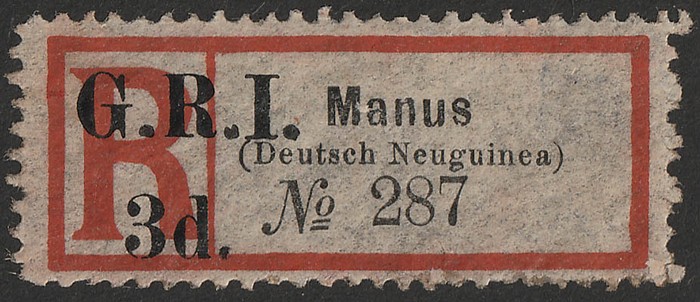 R
G.R.I.
3d.
Manus
(Deutsch Neuguinea)
№ 287